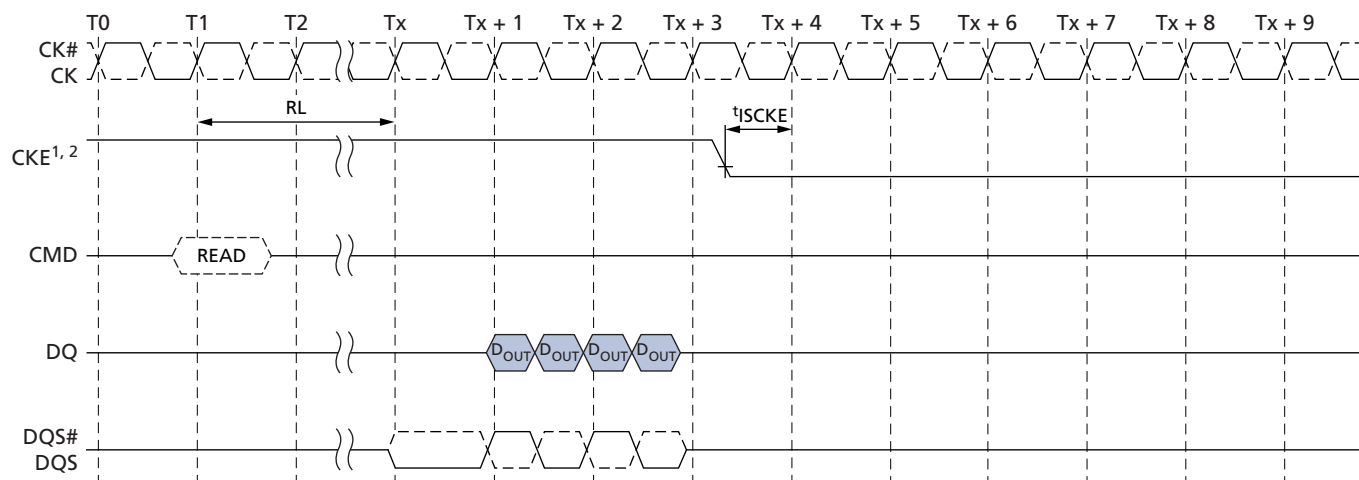 T0 T1 T2 Tx Tx + 1 Tx + 2 Tx + 3 Tx + 4 Tx + 5 Tx + 6 Tx + 7 Tx + 8 Tx + 9
CK#
CK
RL
tISCKE
CKE1, 2
CMD READ
DQ DOUT DOUT DOUT DOUT
DQS#
DQS